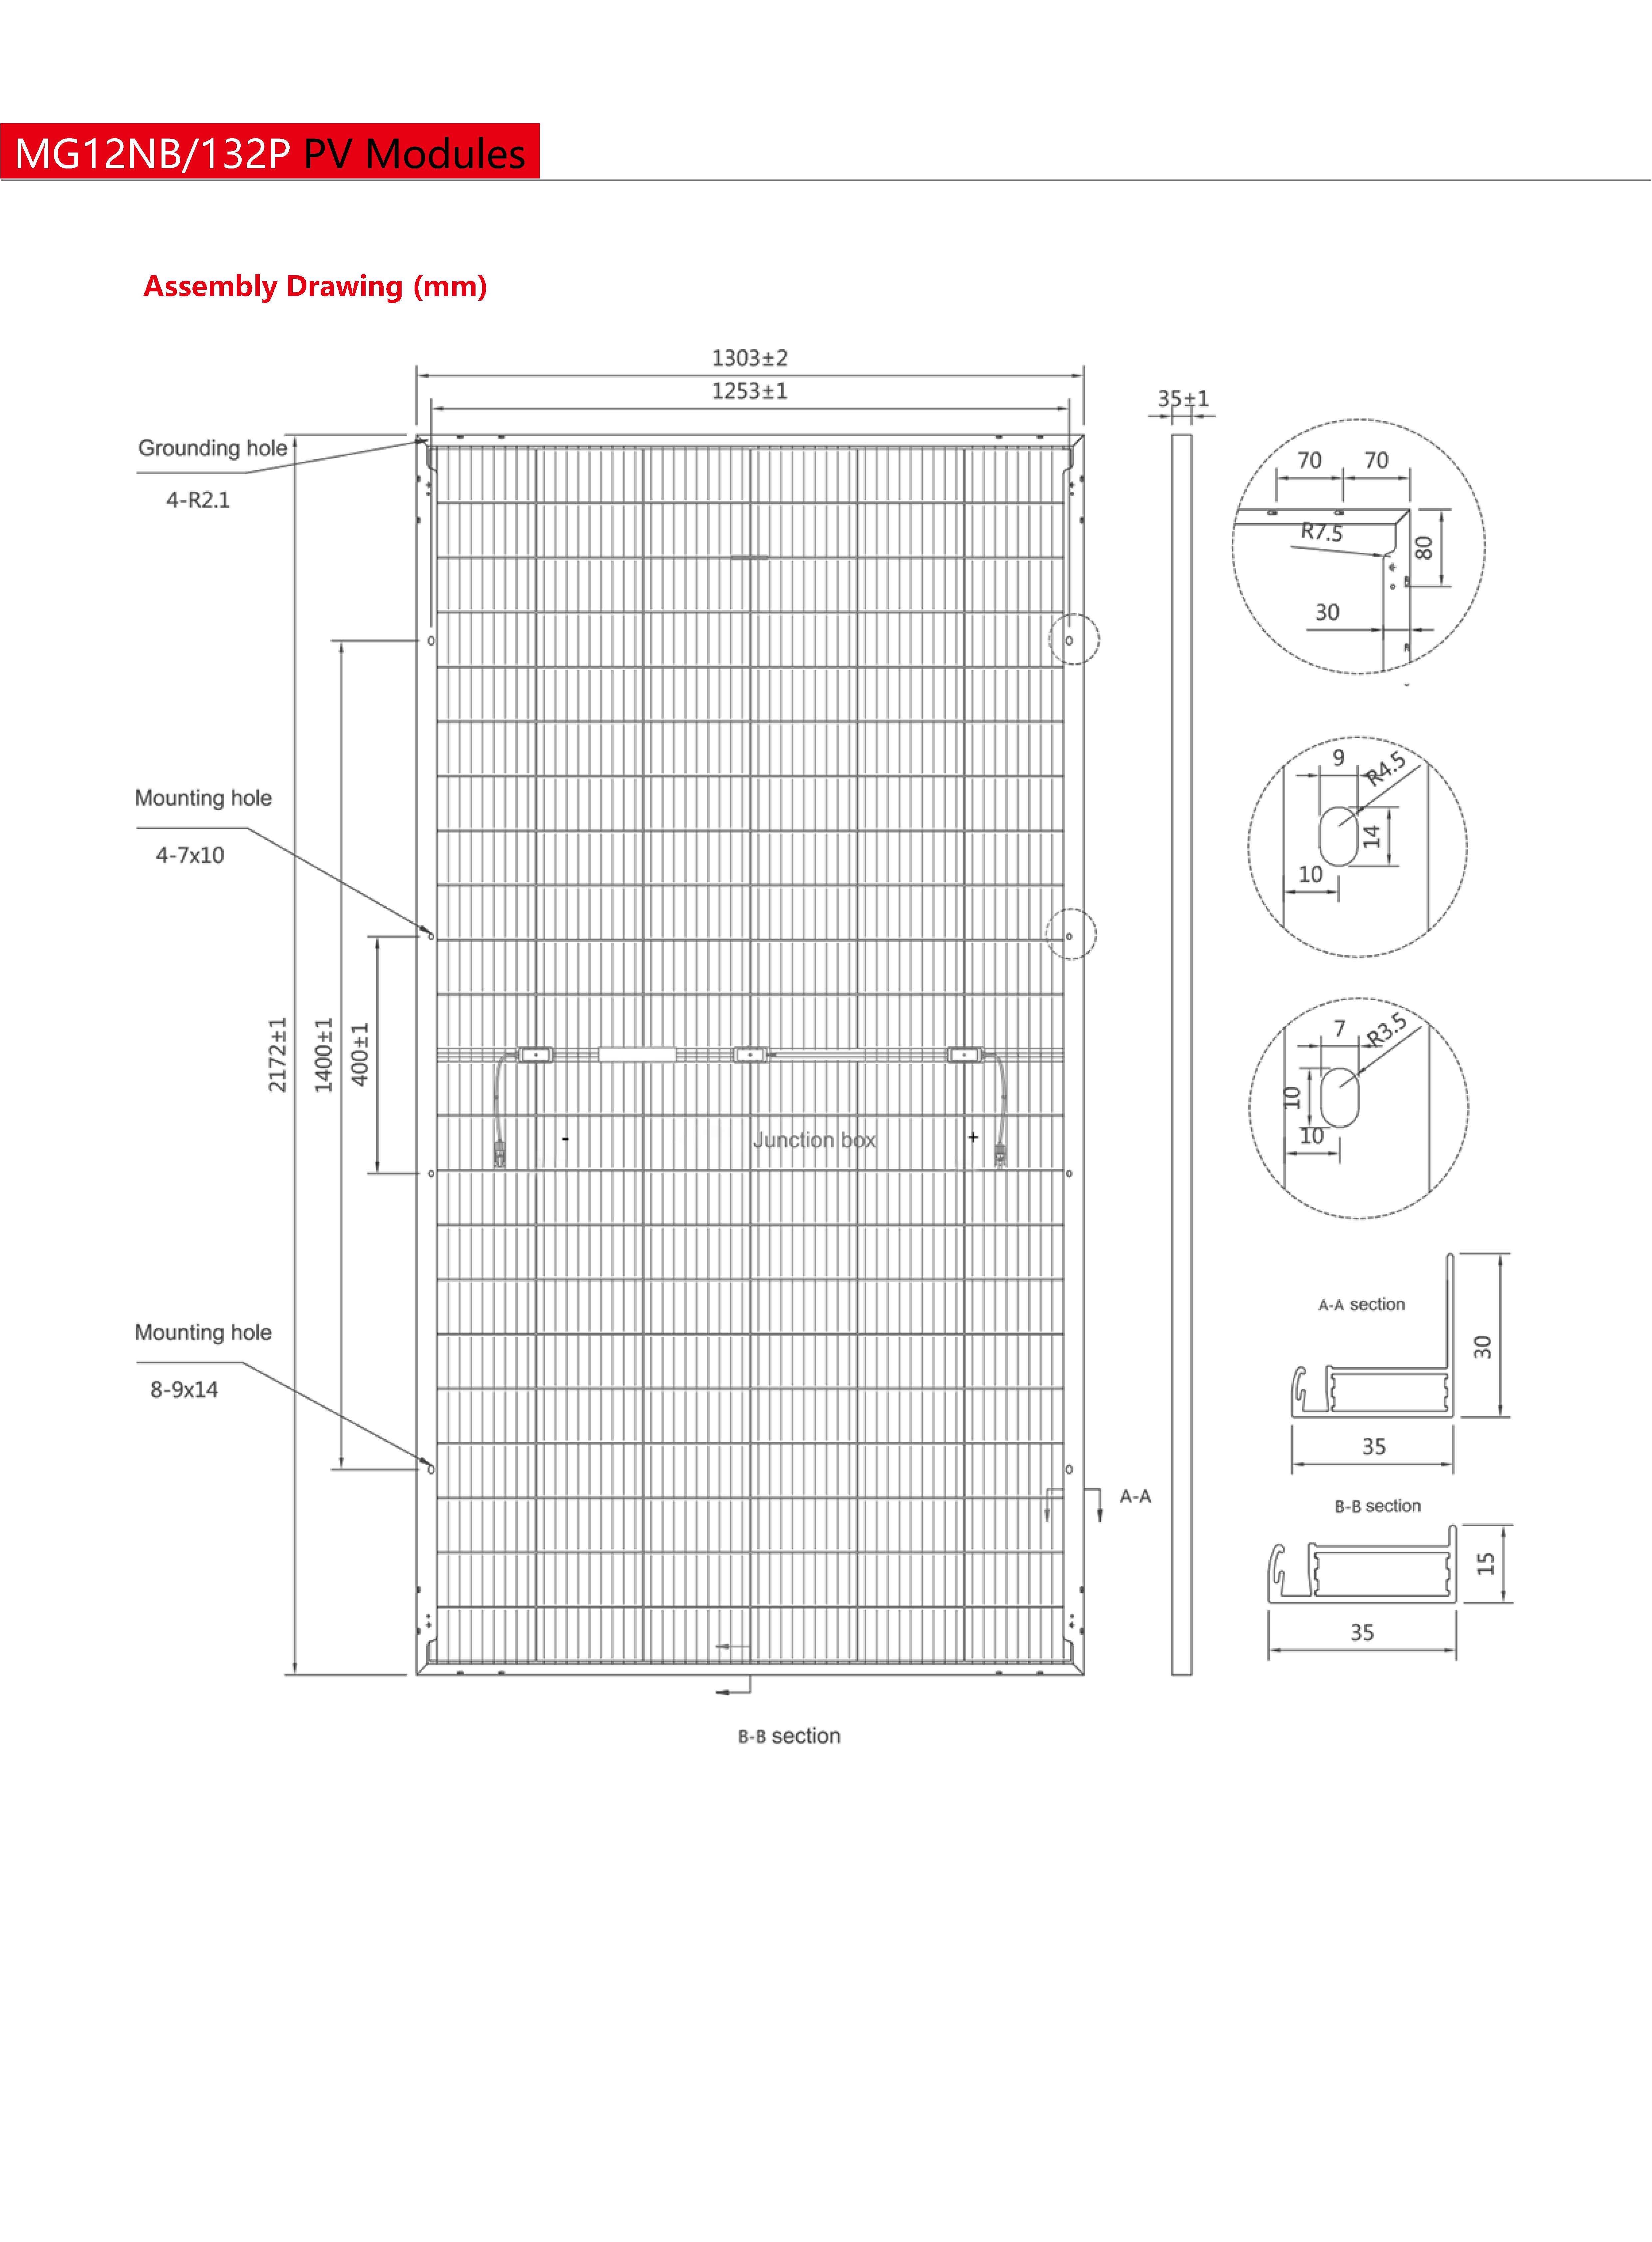 MG12NB/132P PV Modules
Assembly Drawing (mm)
1303±2
1253±1
35±1
Grounding hole
4-R2.1
70 70
R7.5
80
30
Mounting hole
4-7x10
9
R4.5
14
10
2172±1
1400±1
400±1
7
R3.5
10
10
- Junction box +
A-A section
30
35
Mounting hole
8-9x14
A-A
B-B section
15
35
B-B section